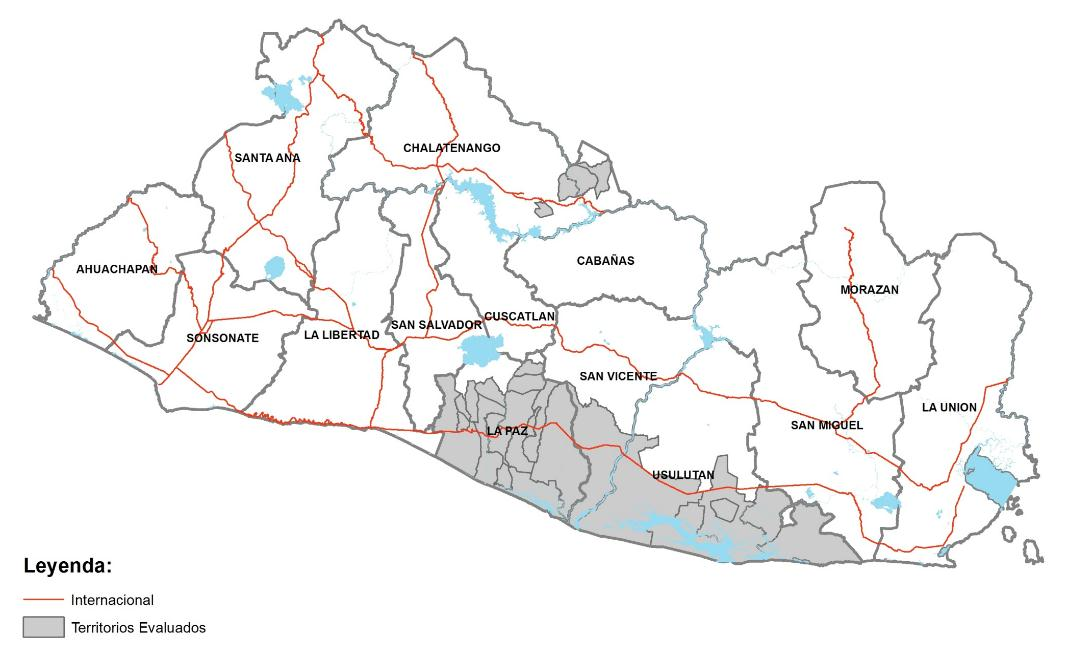 CHALATENANGO
SANTA ANA
CABAÑAS
AHUACHAPAN
MORAZAN
CUSCATLAN
SAN SALVADOR
LA LIBERTAD
SONSONATE
SAN VICENTE
LA UNION
SAN MIGUEL
LA PAZ
USULUTAN
Leyenda:
Internacional
Territorios Evaluados